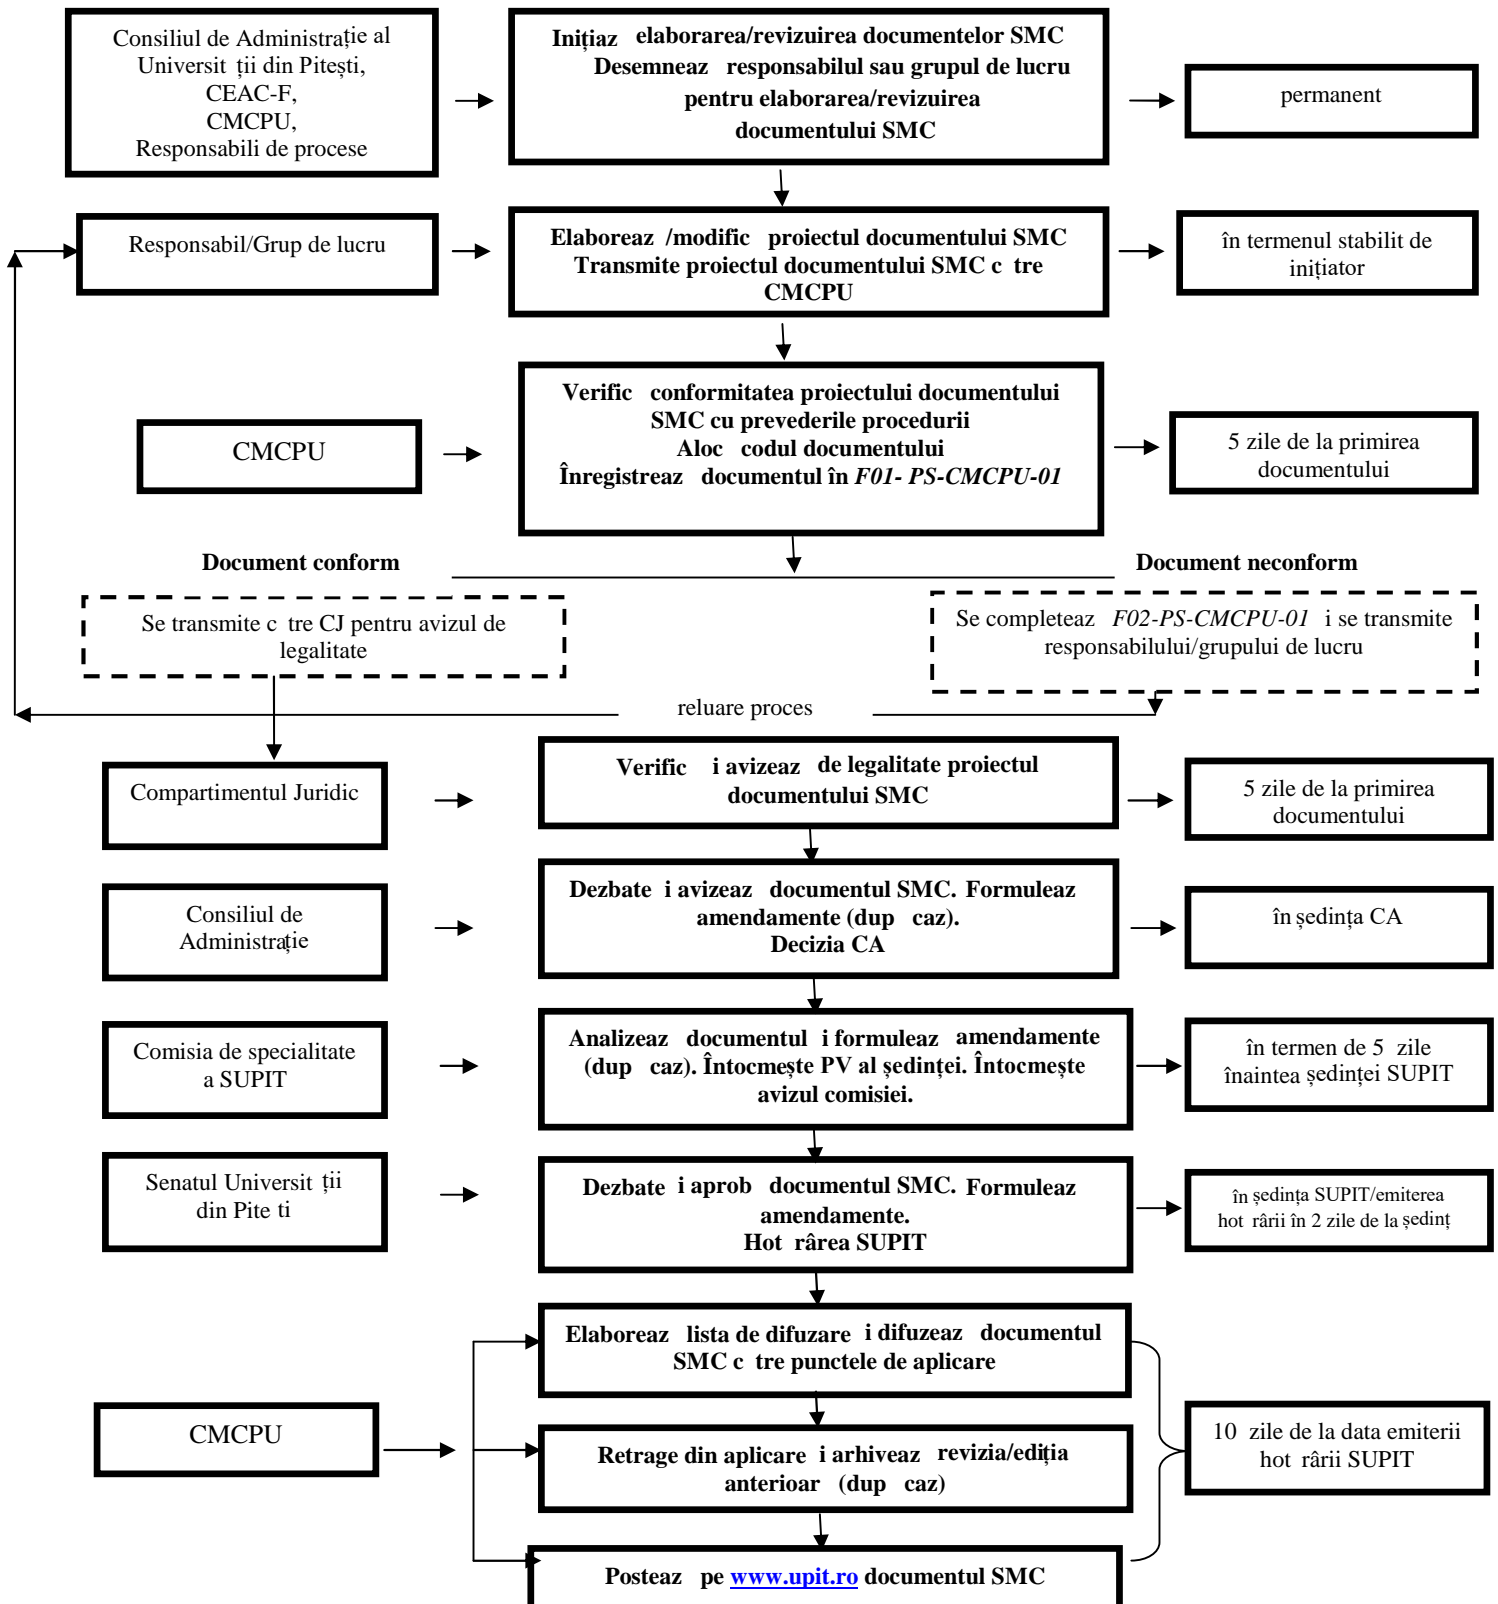 Consiliul de Administrație al
Universit ții din Pitești,
CEAC-F,
CMCPU,
Responsabili de procese
Inițiaz elaborarea/revizuirea documentelor SMC
Desemneaz responsabilul sau grupul de lucru
pentru elaborarea/revizuirea
documentului SMC
permanent
Responsabil/Grup de lucru
Elaboreaz /modific proiectul documentului SMC
Transmite proiectul documentului SMC c tre
CMCPU
în termenul stabilit de
inițiator
CMCPU
Verific conformitatea proiectului documentului
SMC cu prevederile procedurii
Aloc codul documentului
Înregistreaz documentul în F01- PS-CMCPU-01
5 zile de la primirea
documentului
Document conform
Document neconform
Se transmite c tre CJ pentru avizul de
legalitate
Se completeaz F02-PS-CMCPU-01 i se transmite
responsabilului/grupului de lucru
reluare proces
Compartimentul Juridic
Verific i avizeaz de legalitate proiectul
documentului SMC
5 zile de la primirea
documentului
Consiliul de
Administrație
Dezbate i avizeaz documentul SMC. Formuleaz
amendamente (dup caz).
Decizia CA
în ședința CA
Comisia de specialitate
a SUPIT
Analizeaz documentul i formuleaz amendamente
(dup caz). Întocmește PV al ședinței. Întocmește
avizul comisiei.
în termen de 5 zile
înaintea ședinței SUPIT
Senatul Universit ții
din Pite ti
Dezbate i aprob documentul SMC. Formuleaz
amendamente.
Hot rârea SUPIT
în ședința SUPIT/emiterea
hot rârii în 2 zile de la ședinț
CMCPU
Elaboreaz lista de difuzare i difuzeaz documentul
SMC c tre punctele de aplicare
Retrage din aplicare i arhiveaz revizia/ediția
anterioar (dup caz)
Posteaz pe www.upit.ro documentul SMC
10 zile de la data emiterii
hot rârii SUPIT